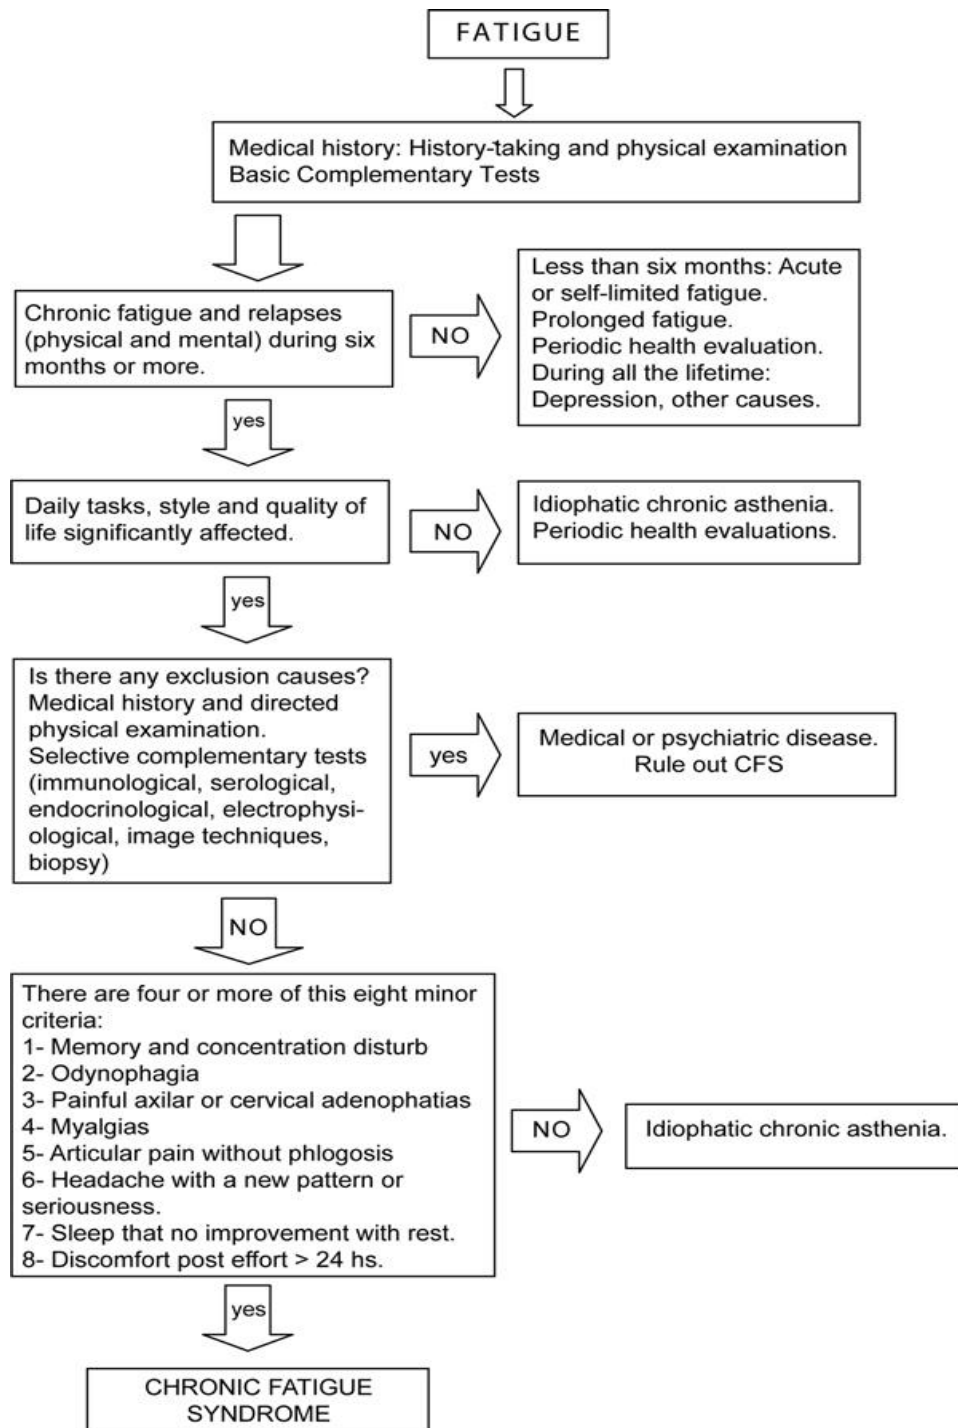 FATIGUE
Medical history: History-taking and physical examination
Basic Complementary Tests
Chronic fatigue and relapses
(physical and mental) during six
months or more.
NO
Less than six months: Acute
or self-limited fatigue.
Prolonged fatigue.
Periodic health evaluation.
During all the lifetime:
Depression, other causes.
yes
Daily tasks, style and quality of
life significantly affected.
NO
Idiophatic chronic asthenia.
Periodic health evaluations.
yes
Is there any exclusion causes?
Medical history and directed
physical examination.
Selective complementary tests
(immunological, serological,
endocrinological, electrophysi-
ological, image techniques,
biopsy)
yes
Medical or psychiatric disease.
Rule out CFS
NO
There are four or more of this eight minor
criteria:
1- Memory and concentration disturb
2- Odynophagia
3- Painful axilar or cervical adenophatias
4- Myalgias
5- Articular pain without phlogosis
6- Headache with a new pattern or
seriousness.
7- Sleep that no improvement with rest.
8- Discomfort post effort > 24 hs.
NO
Idiophatic chronic asthenia.
yes
CHRONIC FATIGUE
SYNDROME